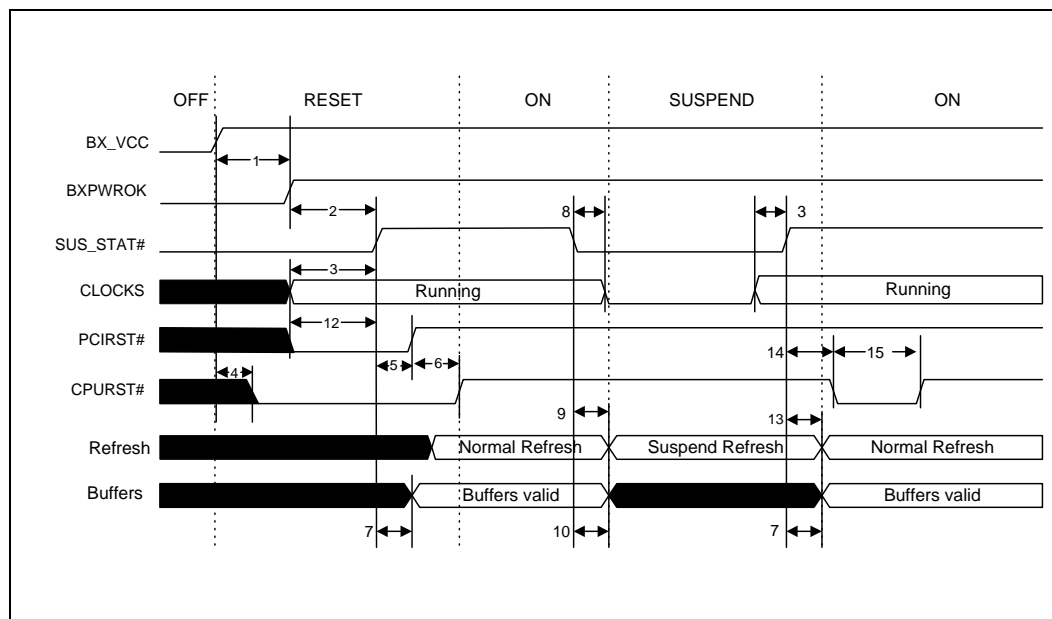 OFF RESET ON SUSPEND ON
BX_VCC
1
BXPWROK
2 8 3
SUS_STAT#
3
CLOCKS Running Running
12
PCIRST#
5 6 14 15
4
CPURST#
9 13
Refresh Normal Refresh Suspend Refresh Normal Refresh
Buffers Buffers valid Buffers valid
7 10 7